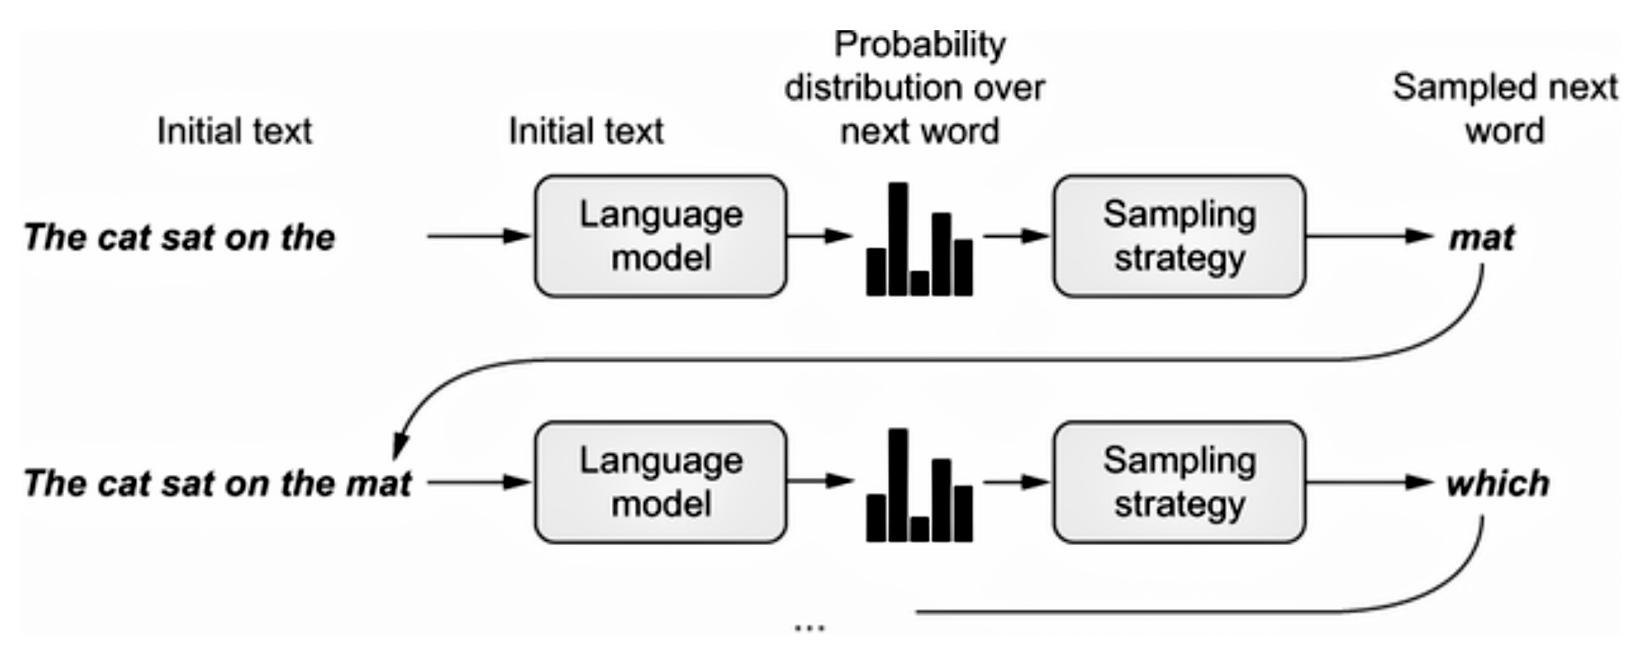 Probability
distribution over
next word
Sampled next
word
Initial text
Initial text
The cat sat on the
Language
model
Sampling
strategy
mat
The cat sat on the mat
Language
model
Sampling
strategy
which
...